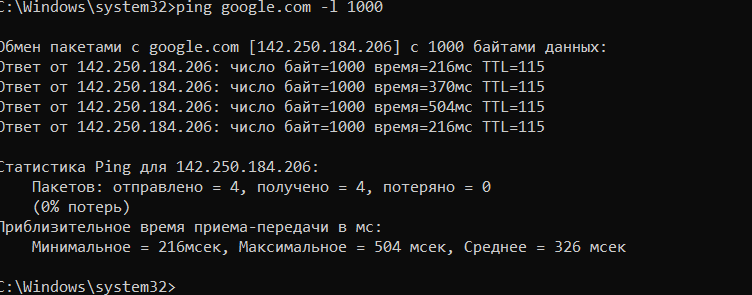 C:\Windows\system32>ping google.com -l 1000
Обмен пакетами с google.com [142.250.184.206] с 1000 байтами данных:
Ответ от 142.250.184.206: число байт=1000 время=216мс TTL=115
Ответ от 142.250.184.206: число байт=1000 время=370мс TTL=115
Ответ от 142.250.184.206: число байт=1000 время=504мс TTL=115
Ответ от 142.250.184.206: число байт=1000 время=216мс TTL=115
Статистика Ping для 142.250.184.206:
Пакетов: отправлено = 4, получено = 4, потеряно = 0
(0% потерь)
Приблизительное время приема-передачи в мс:
Минимальное = 216мсек, Максимальное = 504 мсек, Среднее = 326 мсек
C:\Windows\system32>